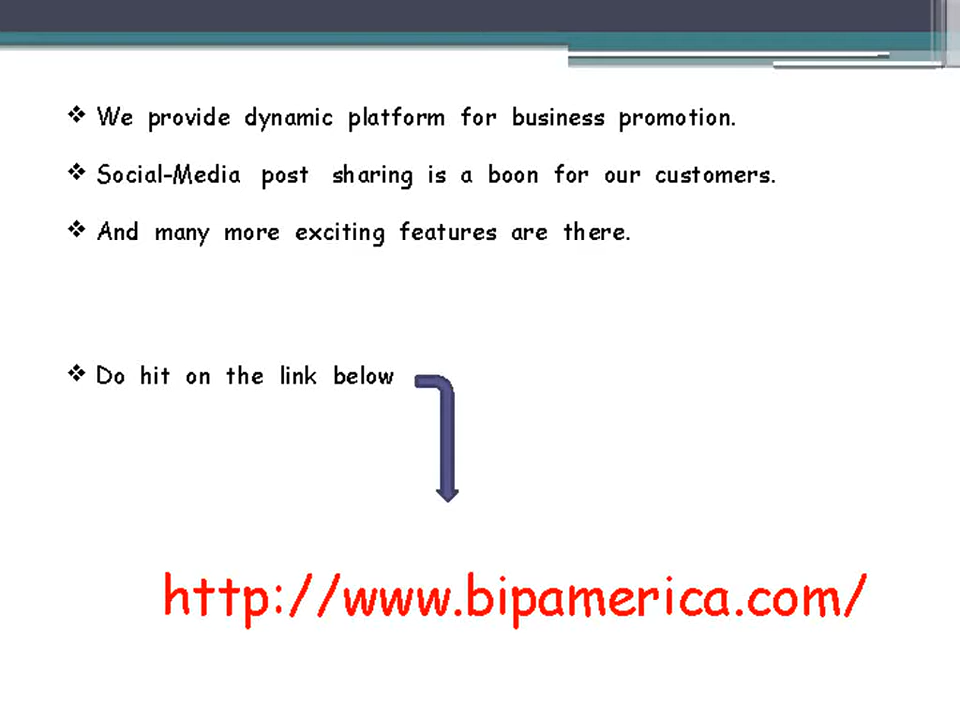 We provide dynamic platform for business promotion.
Social-Media post sharing is a boon for our customers.
And many more exciting features are there.
Do hit on the link below
http://www.bipamerica.com/